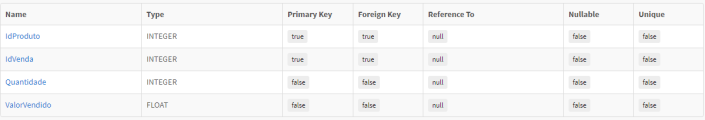 Name Type Primary Key Foreign Key Reference To Nullable Unique
IdProduto INTEGER true true null false false
IdVenda INTEGER true true null false false
Quantidade INTEGER false false null false false
ValorVendido FLOAT false false null false false